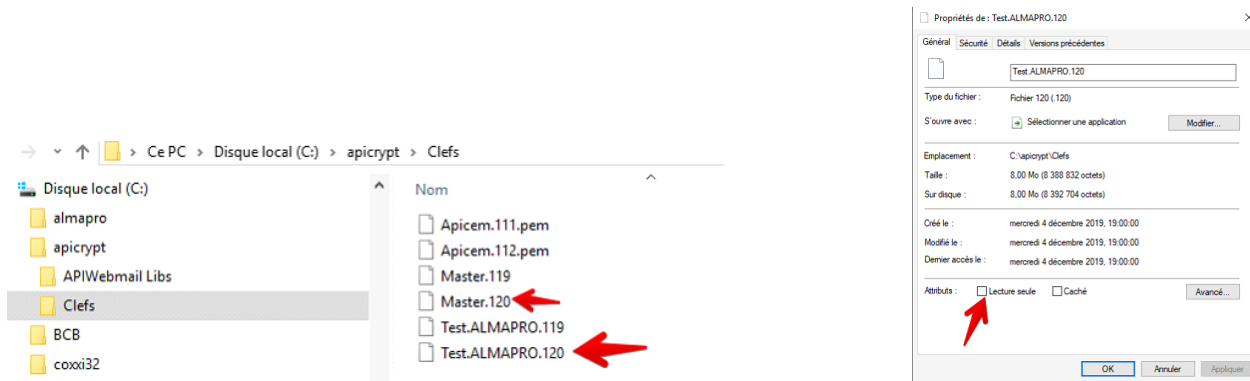 Ce PC > Disque local (C:) > apicrypt > Clefs
Disque local (C:)
almapro
apicrypt
APIWebmail Libs
Clefs
BCB
coxxi32
Nom
Apicem.111.pem
Apicem.112.pem
Master.119
Master.120
Test.ALMAPRO.119
Test.ALMAPRO.120
Propriétés de : Test.ALMAPRO.120
Général Sécurité Détails Versions précédentes
Test.ALMAPRO.120
Type du fichier : Fichier 120 (.120)
S'ouvre avec : Sélectionner une application Modifier...
Emplacement : C:\apicrypt\Clefs
Taille : 8,00 Mo (8 388 832 octets)
Sur disque : 8,00 Mo (8 392 704 octets)
Créé le : mercredi 4 décembre 2019, 19:00:00
Modifié le : mercredi 4 décembre 2019, 19:00:00
Dernier accès le : mercredi 4 décembre 2019, 19:00:00
Attributs : Lecture seule Caché Avancé...
OK Annuler Appliquer